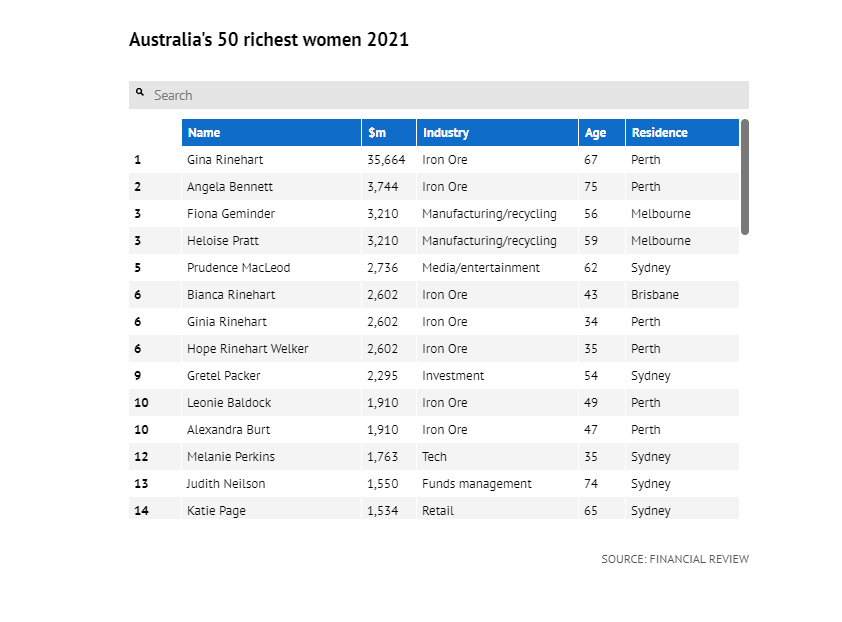 Australia's 50 richest women 2021
Search
Name $m Industry Age Residence
1 Gina Rinehart 35,664 Iron Ore 67 Perth
2 Angela Bennett 3,744 Iron Ore 75 Perth
3 Fiona Geminder 3,210 Manufacturing/recycling 56 Melbourne
3 Heloise Pratt 3,210 Manufacturing/recycling 59 Melbourne
5 Prudence MacLeod 2,736 Media/entertainment 62 Sydney
6 Bianca Rinehart 2,602 Iron Ore 43 Brisbane
6 Ginia Rinehart 2,602 Iron Ore 34 Perth
6 Hope Rinehart Welker 2,602 Iron Ore 35 Perth
9 Gretel Packer 2,295 Investment 54 Sydney
10 Leonie Baldock 1,910 Iron Ore 49 Perth
10 Alexandra Burt 1,910 Iron Ore 47 Perth
12 Melanie Perkins 1,763 Tech 35 Sydney
13 Judith Neilson 1,550 Funds management 74 Sydney
14 Katie Page 1,534 Retail 65 Sydney
SOURCE: FINANCIAL REVIEW